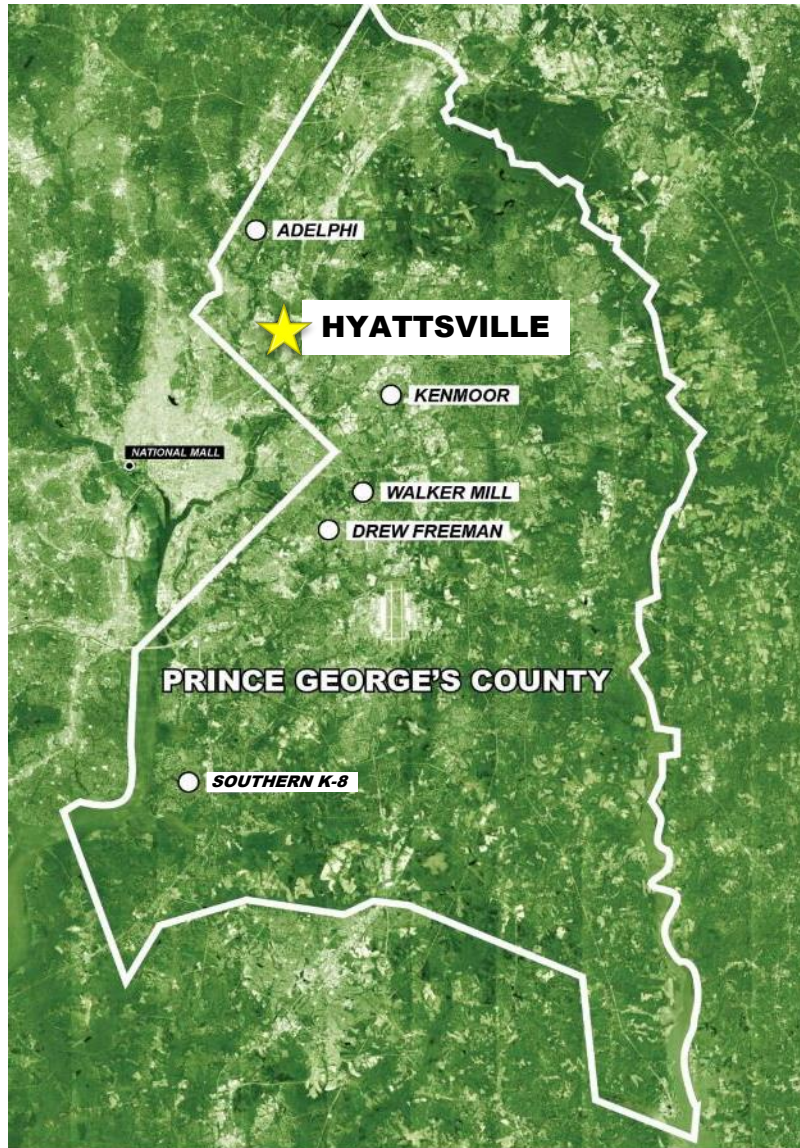 ADELPHI
HYATTSVILLE
KENMOOR
NATIONAL MALL
WALKER MILL
DREW FREEMAN
PRINCE GEORGE'S COUNTY
SOUTHERN K-8